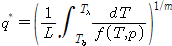 q* = ( 1/L ∫_{T_b}^{T_s} dT / f(T,p) )^{1/m}